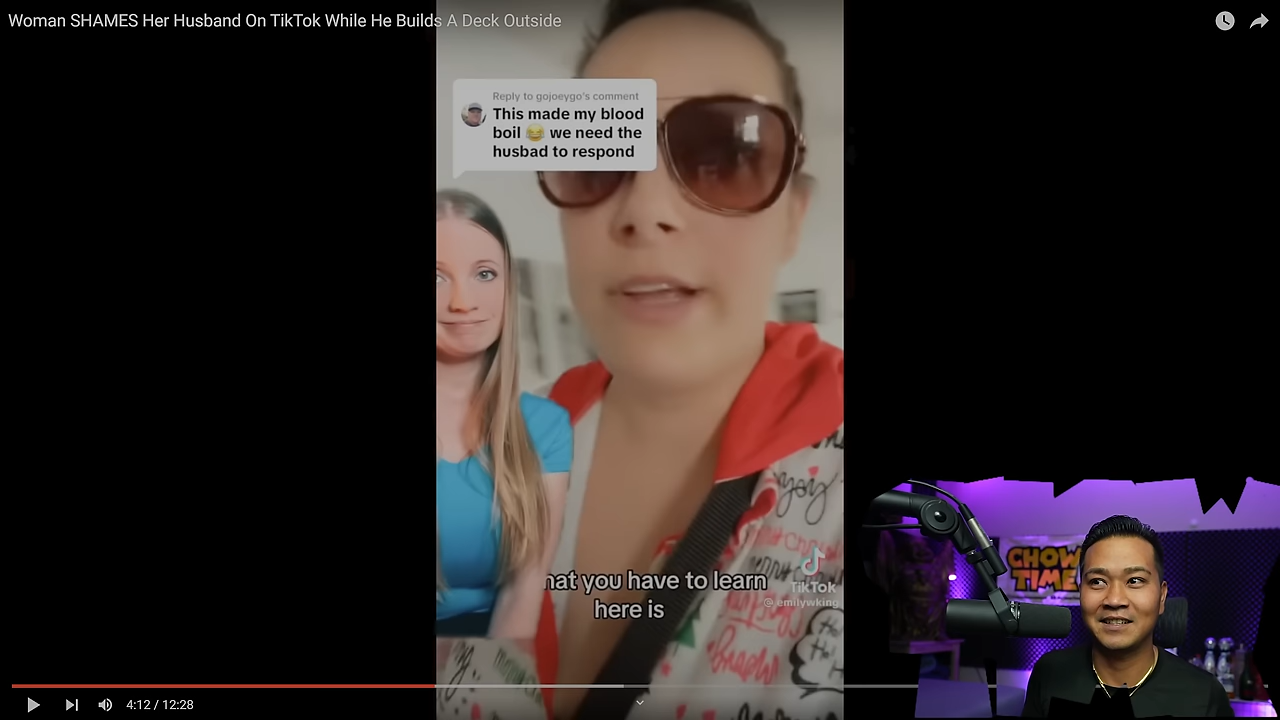 Woman SHAMES Her Husband On TikTok While He Builds A Deck Outside
Reply to gojoeygo's comment
This made my blood
boil 😂 we need the
husbad to respond
hat you have to learn
here is
TikTok
@emilywking
CHOW
TIME
4:12 / 12:28